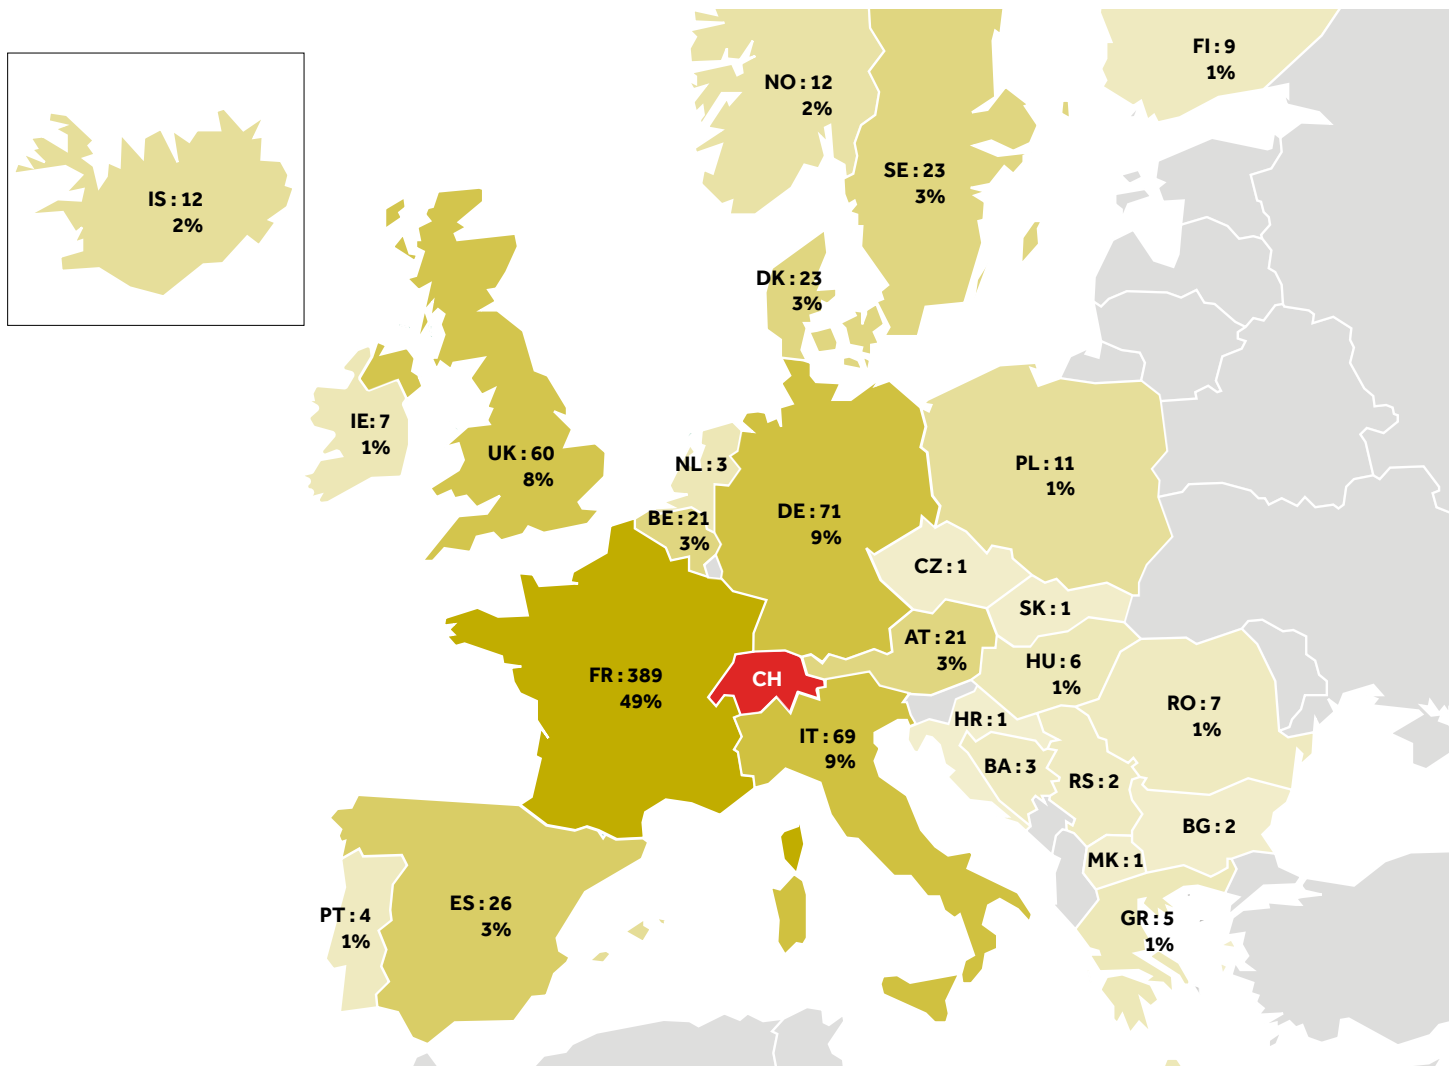 FI : 9
1%
NO : 12
2%
SE : 23
3%
IS : 12
2%
DK : 23
3%
IE : 7
1%
UK : 60
8%
NL : 3
BE : 21
3%
DE : 71
9%
PL : 11
1%
CZ : 1
SK : 1
AT : 21
3%
HU : 6
1%
FR : 389
49%
CH
RO : 7
1%
HR : 1
IT : 69
9%
BA : 3
RS : 2
BG : 2
MK : 1
ES : 26
3%
PT : 4
1%
GR : 5
1%